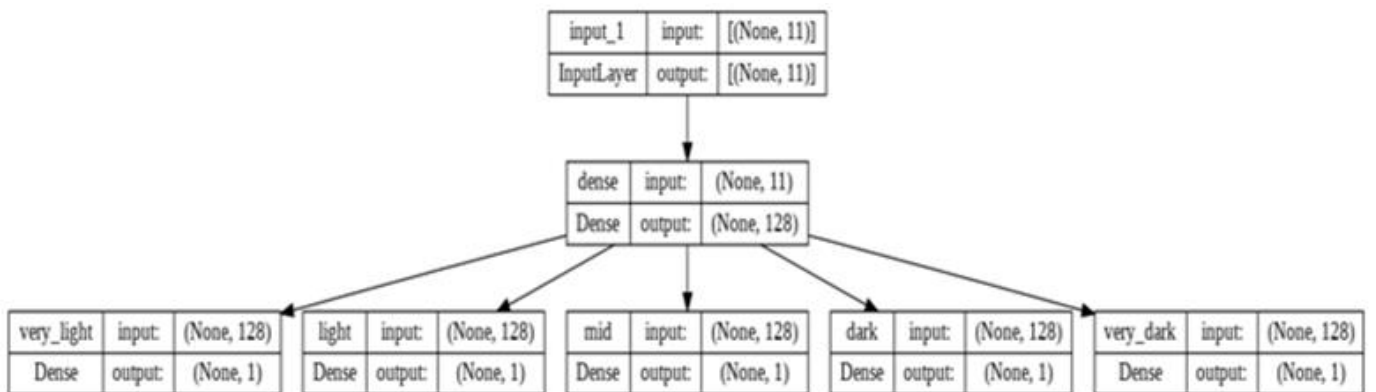 input_1 input: [(None, 11)]
InputLayer output: [(None, 11)]
dense input: (None, 11)
Dense output: (None, 128)
very_light input: (None, 128)
Dense output: (None, 1)
light input: (None, 128)
Dense output: (None, 1)
mid input: (None, 128)
Dense output: (None, 1)
dark input: (None, 128)
Dense output: (None, 1)
very_dark input: (None, 128)
Dense output: (None, 1)